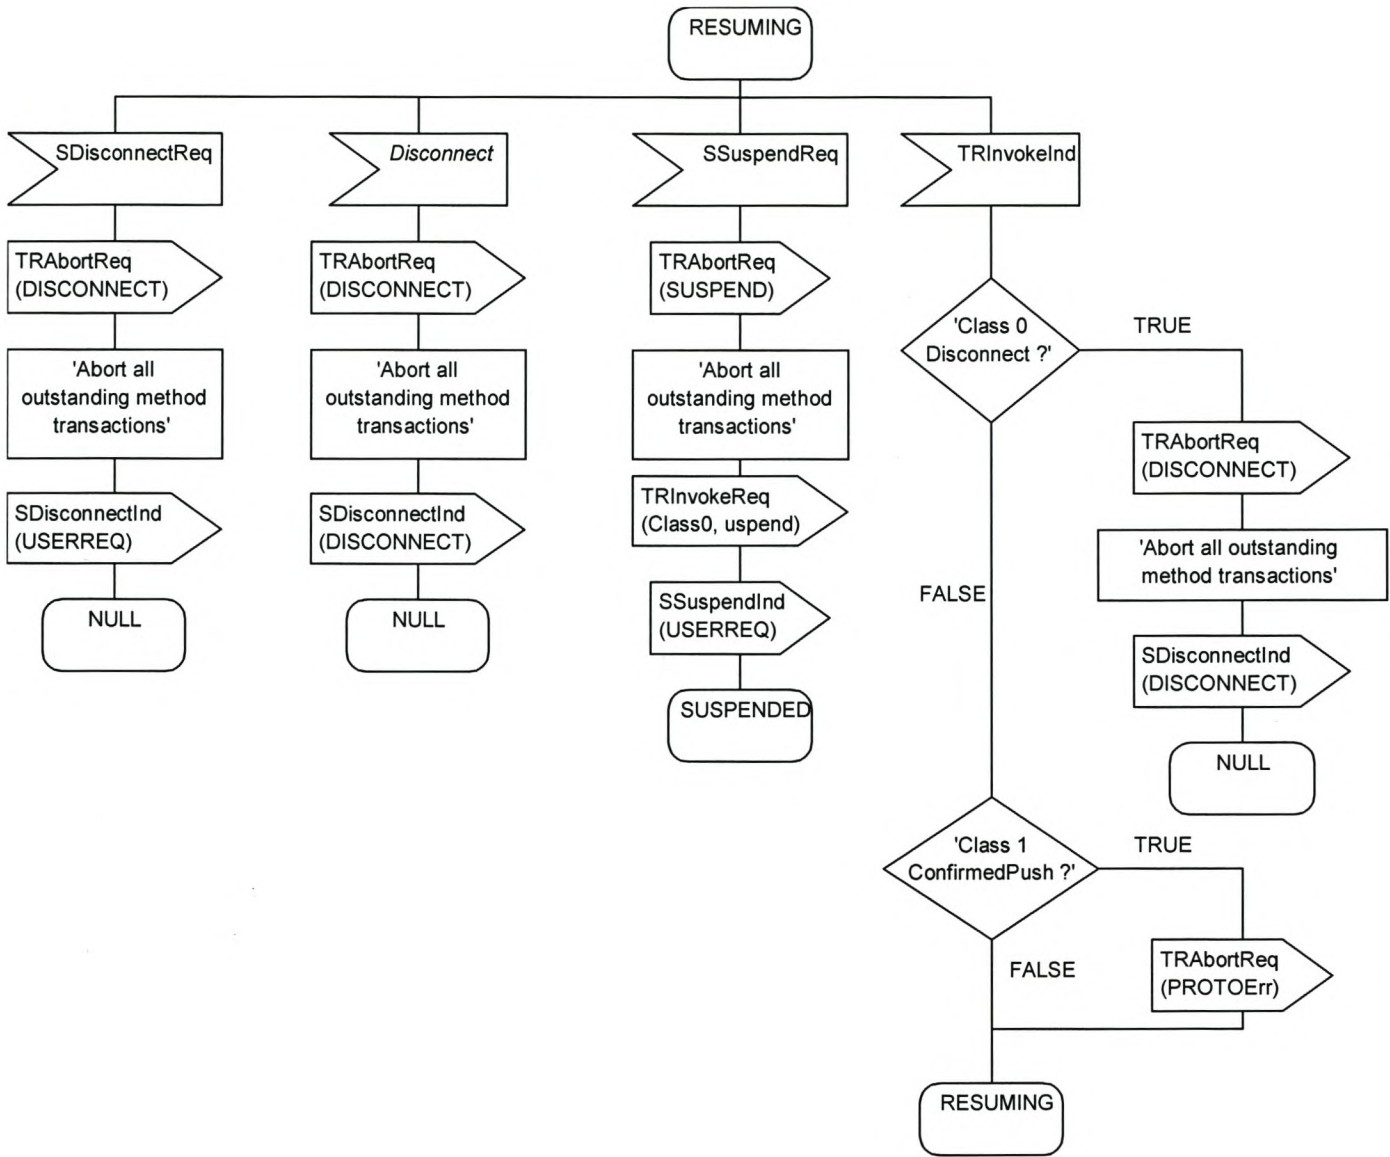 RESUMING
SDisconnectReq
TRAbortReq
(DISCONNECT)
'Abort all
outstanding method
transactions'
SDisconnectInd
(USERREQ)
NULL
Disconnect
TRAbortReq
(DISCONNECT)
'Abort all
outstanding method
transactions'
SDisconnectInd
(DISCONNECT)
NULL
SSuspendReq
TRAbortReq
(SUSPEND)
'Abort all
outstanding method
transactions'
TRInvokeReq
(Class0, uspend)
SSuspendInd
(USERREQ)
SUSPENDED
TRInvokeInd
'Class 0
Disconnect ?'
TRUE
TRAbortReq
(DISCONNECT)
'Abort all outstanding
method transactions'
SDisconnectInd
(DISCONNECT)
NULL
FALSE
'Class 1
ConfirmedPush ?'
TRUE
TRAbortReq
(PROTOErr)
FALSE
RESUMING